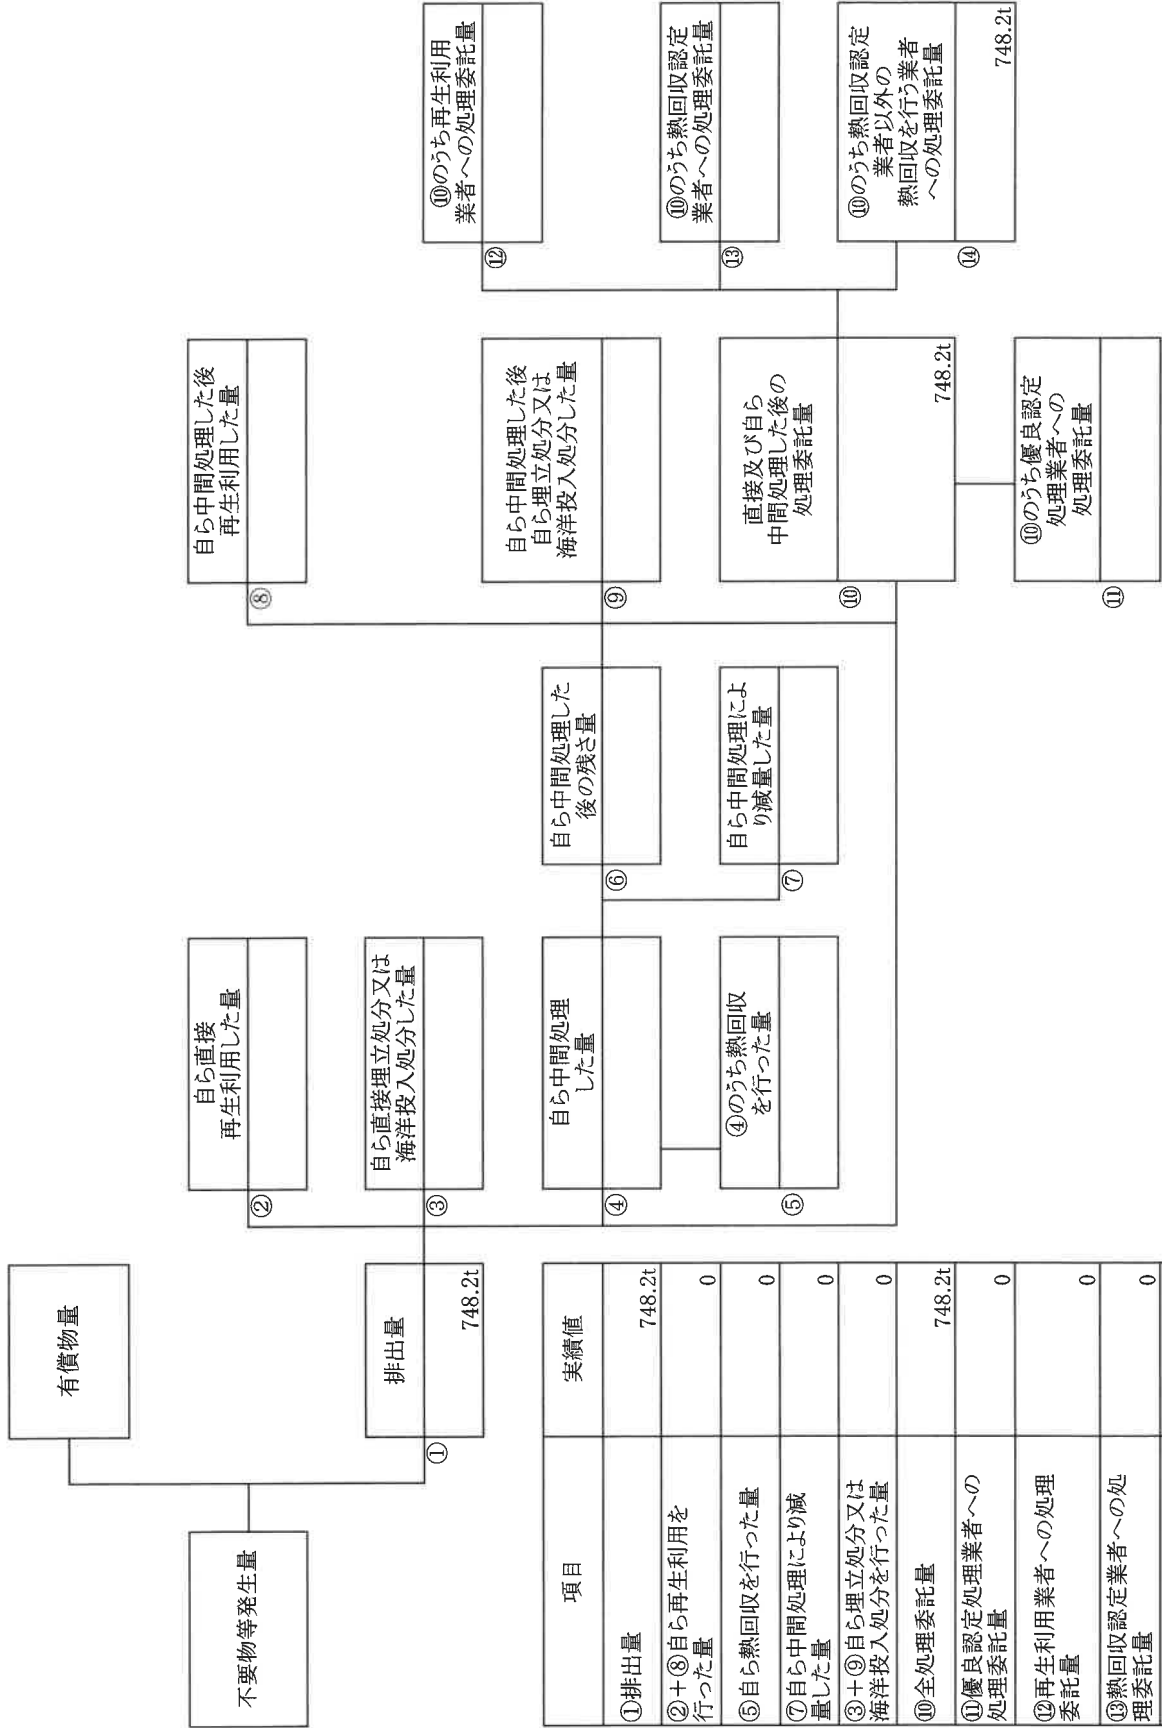 不要物等発生量
有償物量
排出量
①
748.2t
自ら直接
再生利用した量
②
自ら直接埋立処分又は
海洋投入処分した量
③
自ら中間処理
した量
④
④のうち熱回収
を行った量
⑤
自ら中間処理した
後の残さ量
⑥
自ら中間処理によ
り減量した量
⑦
自ら中間処理した後
再生利用した量
⑧
自ら中間処理した後
自ら埋立処分又は
海洋投入処分した量
⑨
直接及び自ら
中間処理した後の
処理委託量
⑩
748.2t
⑩のうち優良認定
処理業者への
処理委託量
⑪
⑩のうち再生利用
業者への処理委託量
⑫
⑩のうち熱回収認定
業者への処理委託量
⑬
⑩のうち熱回収認定
業者以外の
熱回収を行う業者
への処理委託量
⑭
748.2t
項目 実績値
①排出量 748.2t
②+⑧自ら再生利用を
行った量 0
⑤自ら熱回収を行った量 0
⑦自ら中間処理により減
量した量 0
③+⑨自ら埋立処分又は
海洋投入処分を行った量 0
⑩全処理委託量 748.2t
⑪優良認定処理業者への
処理委託量 0
⑫再生利用業者への処理
委託量 0
⑬熱回収認定業者への処
理委託量 0